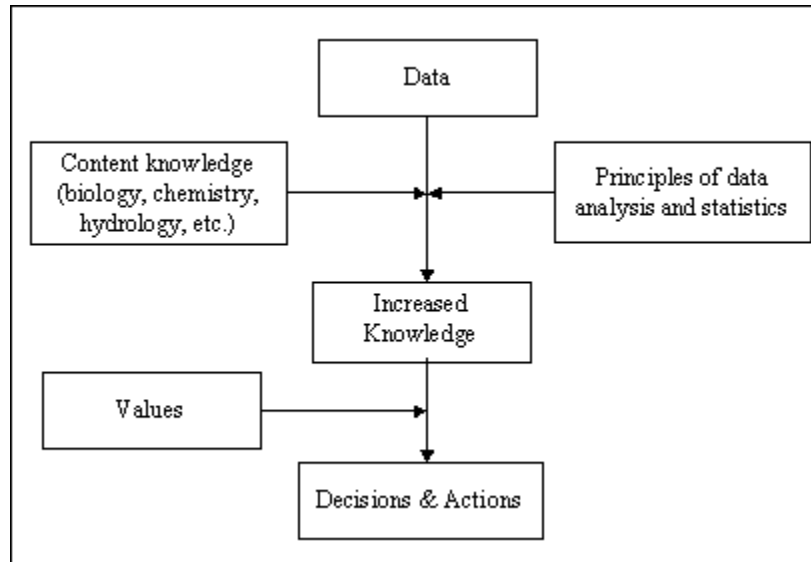 Data
Content knowledge
(biology, chemistry,
hydrology, etc.)
Principles of data
analysis and statistics
Increased
Knowledge
Values
Decisions & Actions